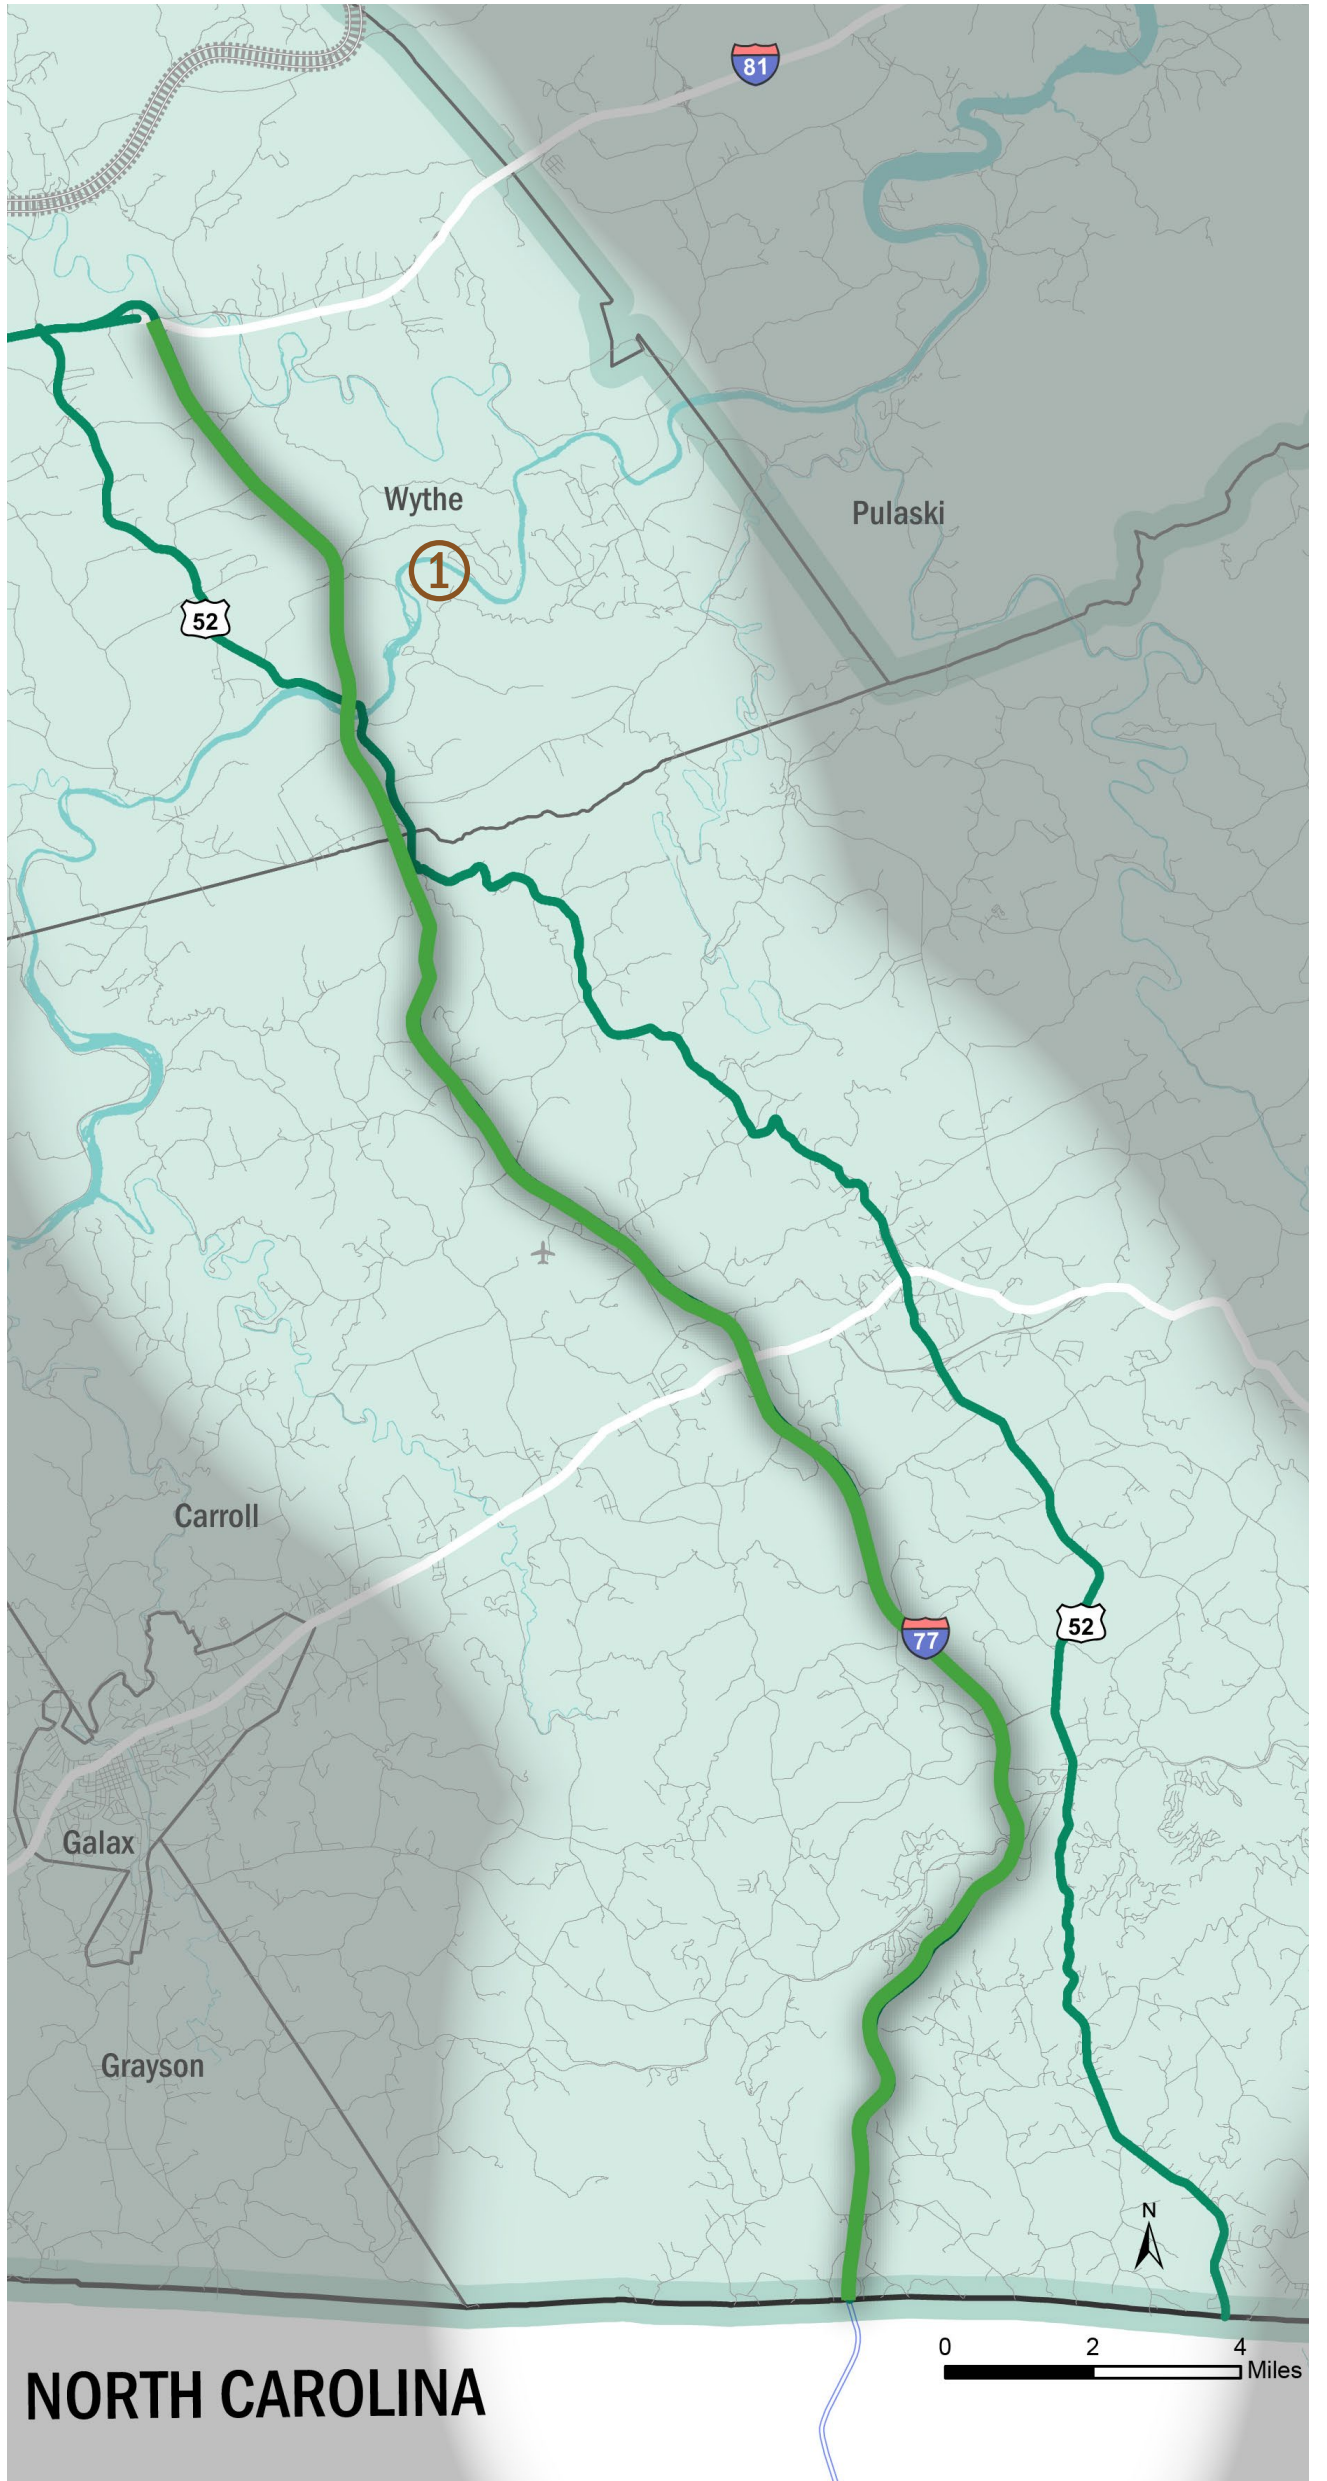 81
Wythe
Pulaski
1
52
Carroll
52
77
Galax
Grayson
N
0 2 4
Miles
NORTH CAROLINA